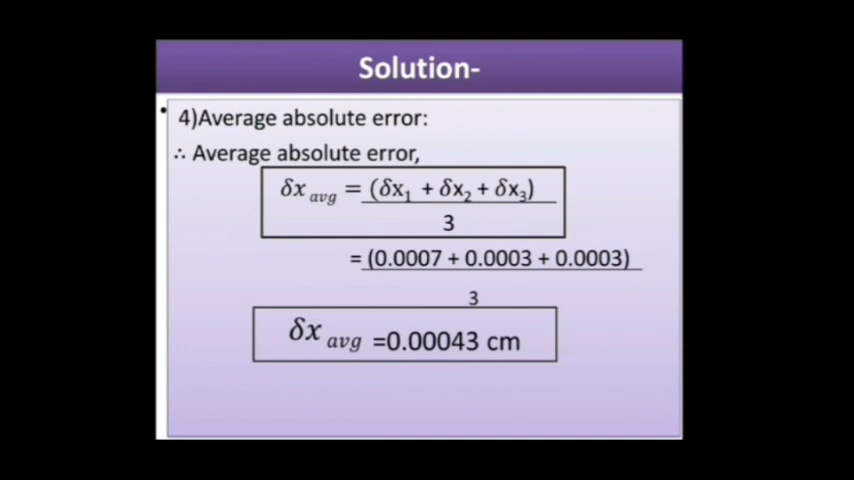 Solution-
• 4)Average absolute error:
∴ Average absolute error,
δx avg = (δx₁ + δx₂ + δx₃)
3
= (0.0007 + 0.0003 + 0.0003)
3
δx avg =0.00043 cm